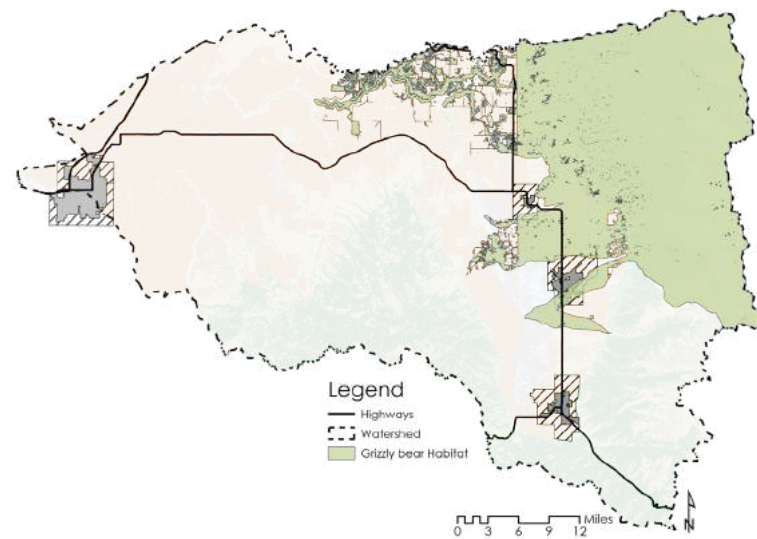 Legend
Highways
Watershed
Grizzly bear Habitat
Miles
0 3 6 9 12
N